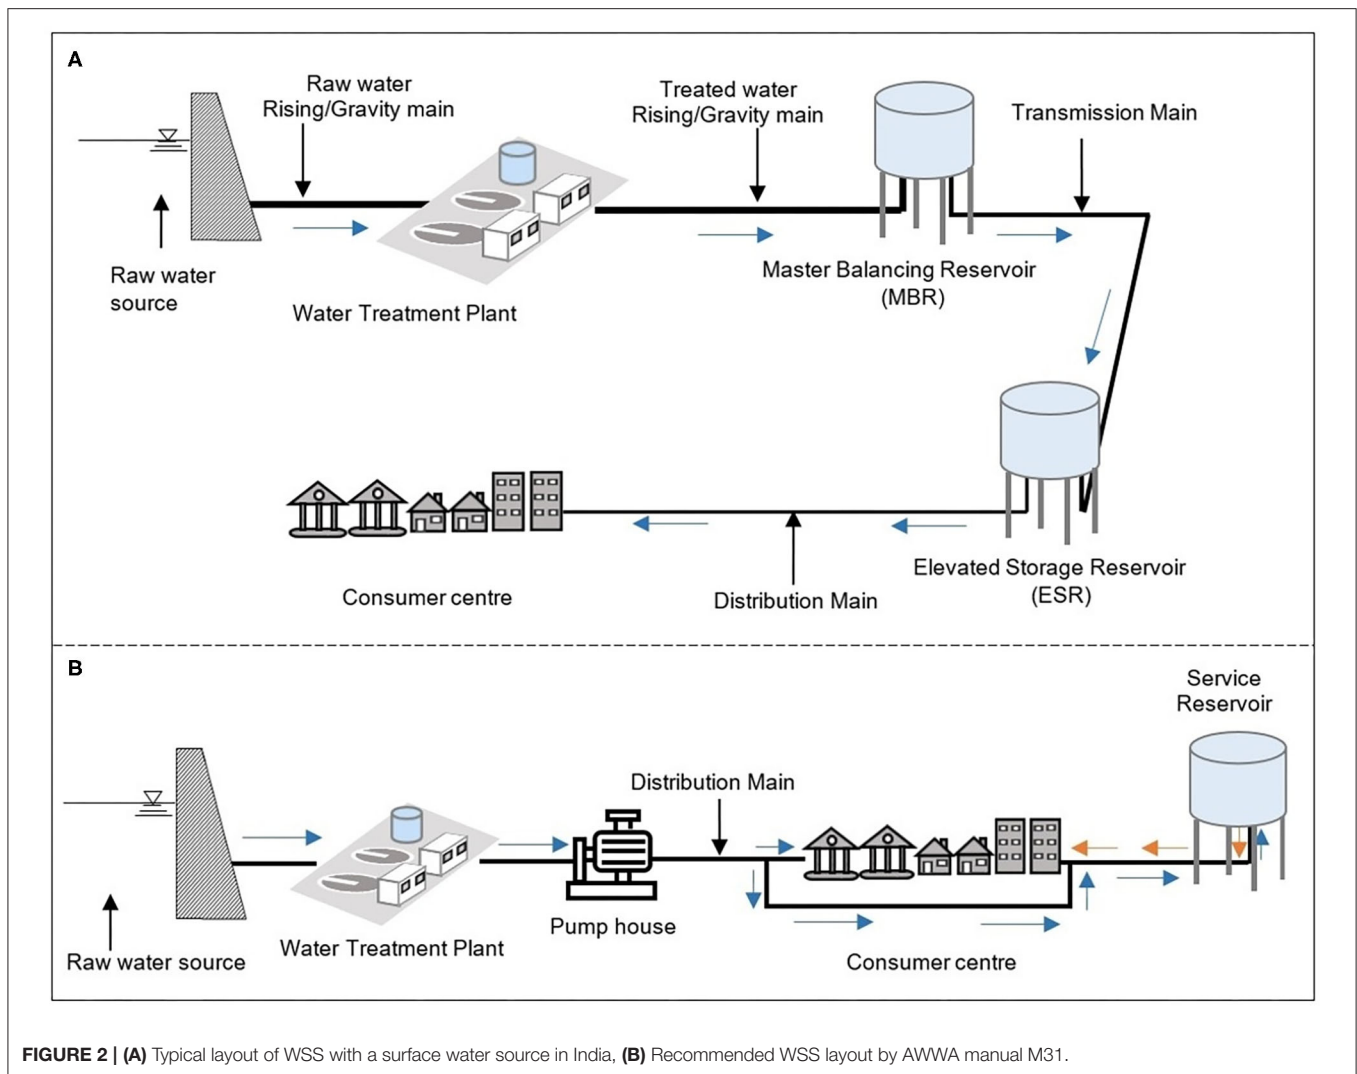 A
Raw water
Rising/Gravity main
Treated water
Rising/Gravity main
Transmission Main
Raw water
source
Water Treatment Plant
Master Balancing Reservoir
(MBR)
Elevated Storage Reservoir
(ESR)
Consumer centre
Distribution Main
B
Service
Reservoir
Distribution Main
Pump house
Water Treatment Plant
Raw water source
Consumer centre
FIGURE 2 | (A) Typical layout of WSS with a surface water source in India, (B) Recommended WSS layout by AWWA manual M31.